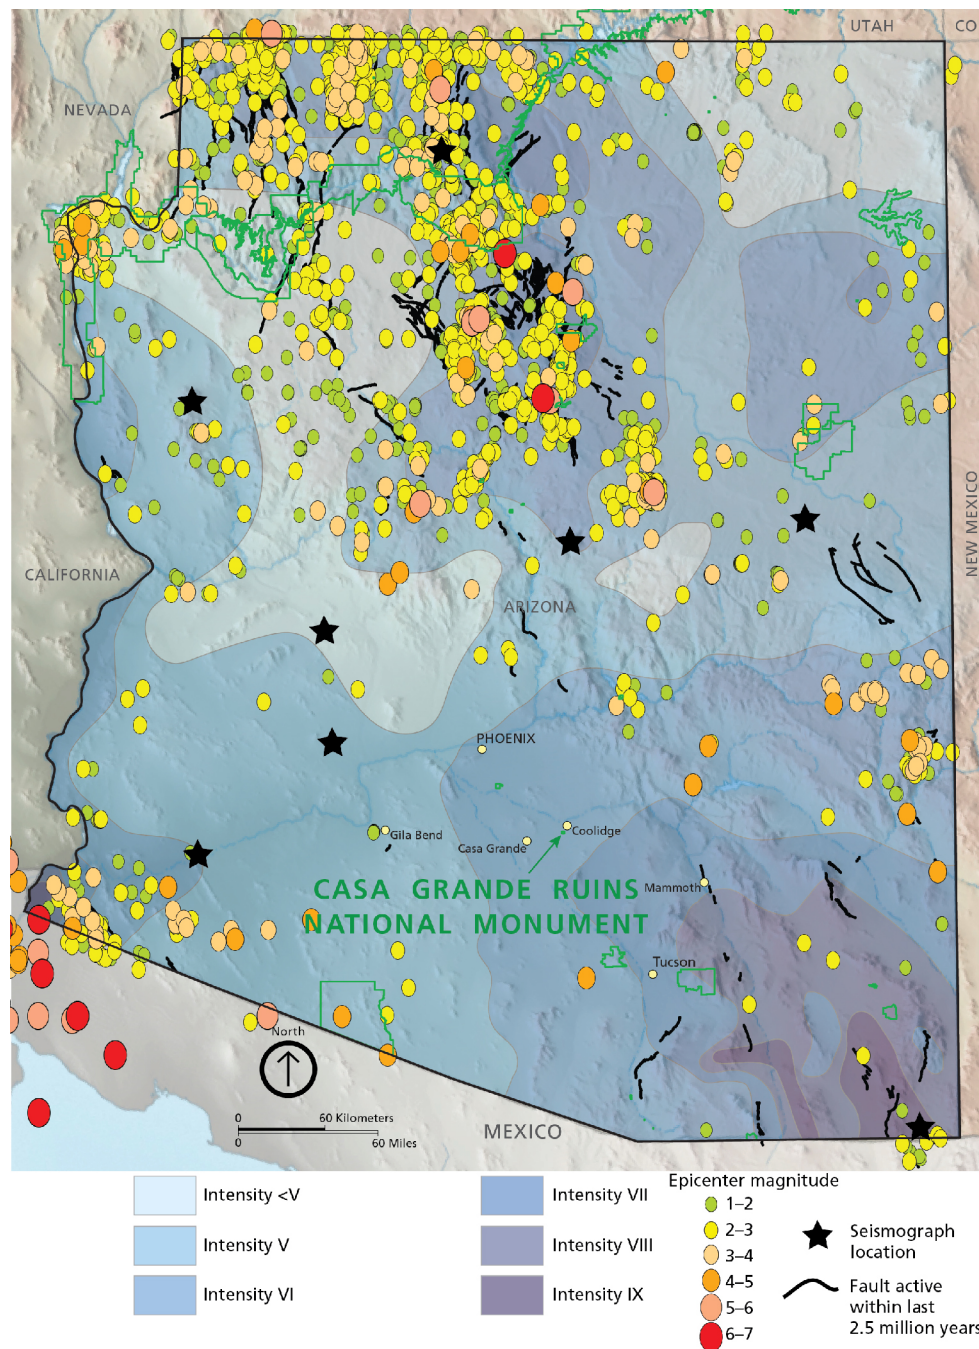 UTAH
CO
NEVADA
NEW MEXICO
CALIFORNIA
ARIZONA
PHOENIX
Gila Bend
Coolidge
Casa Grande
CASA GRANDE RUINS
NATIONAL MONUMENT
Mammoth
Tucson
North
0 60 Kilometers
0 60 Miles
MEXICO
Intensity <V
Intensity V
Intensity VI
Intensity VII
Intensity VIII
Intensity IX
Epicenter magnitude
1–2
2–3
3–4
4–5
5–6
6–7
Seismograph
location
Fault active
within last
2.5 million years